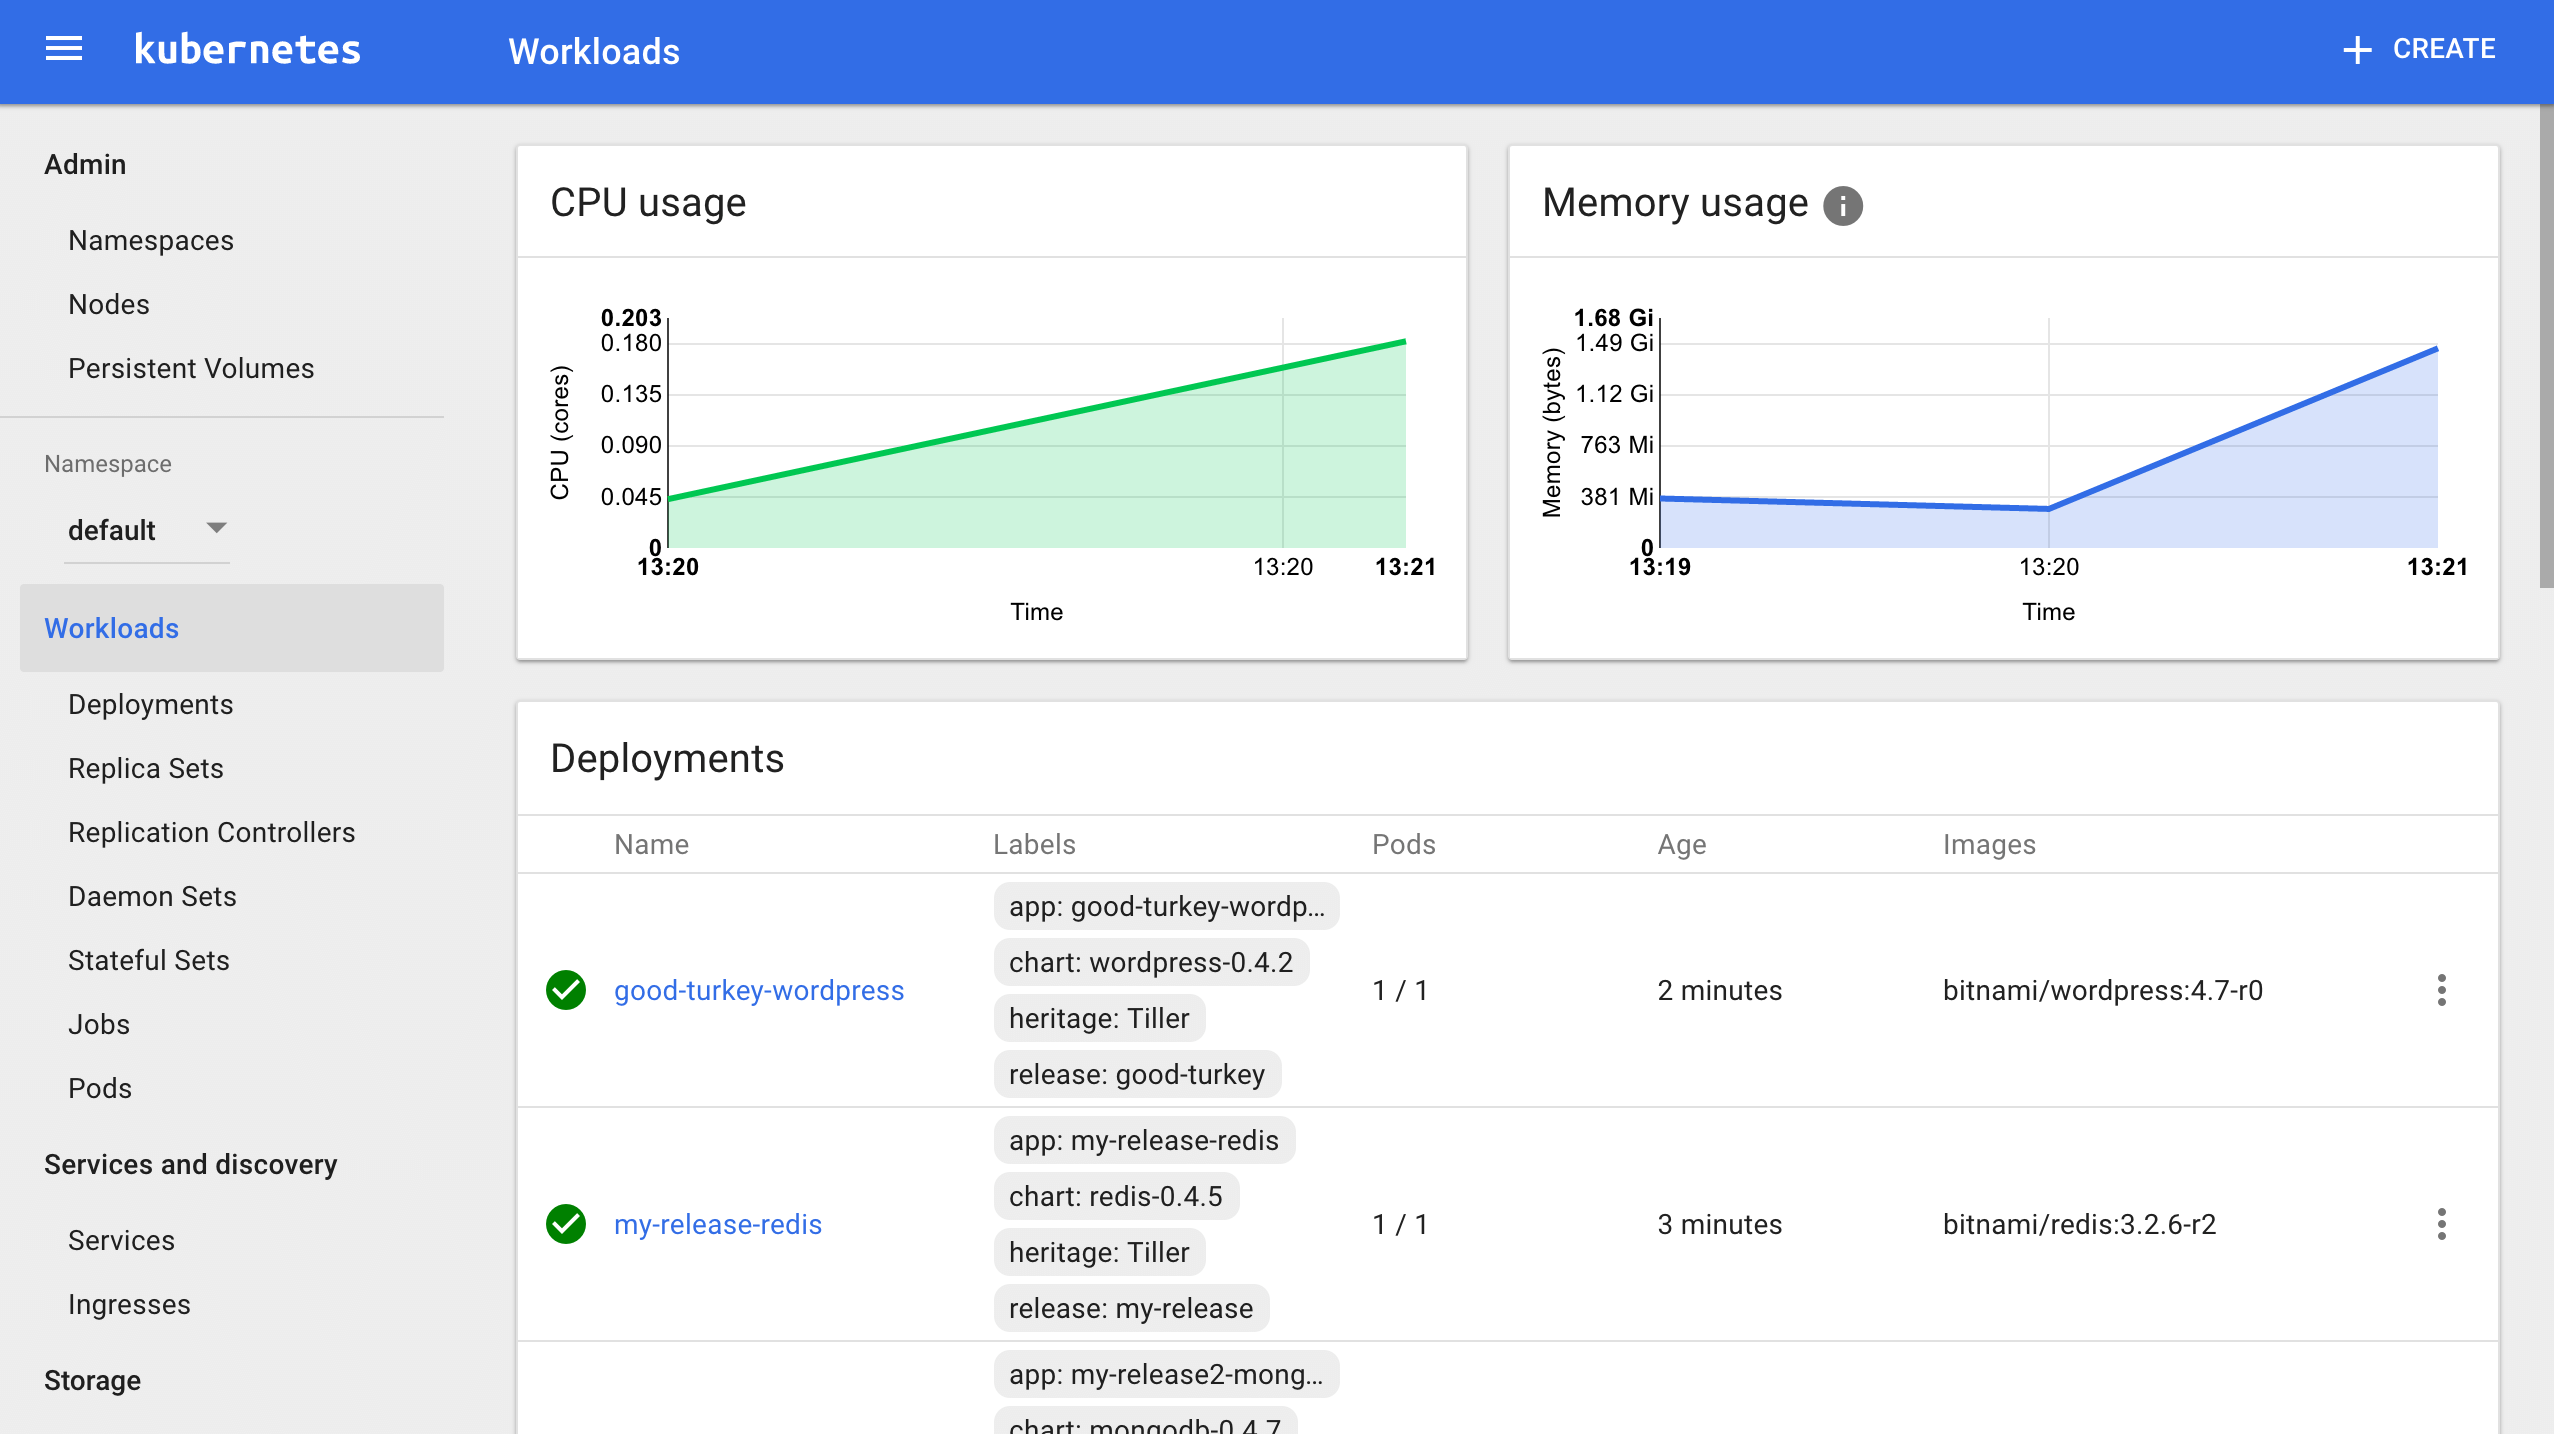 kubernetes
Workloads
CREATE
Admin
Namespaces
Nodes
Persistent Volumes
Namespace
default
Workloads
Deployments
Replica Sets
Replication Controllers
Daemon Sets
Stateful Sets
Jobs
Pods
Services and discovery
Services
Ingresses
Storage
CPU usage
CPU (cores)
0.203
0.180
0.135
0.090
0.045
0
13:20
13:20
13:21
Time
Memory usage
Memory (bytes)
1.68 Gi
1.49 Gi
1.12 Gi
763 Mi
381 Mi
0
13:19
13:20
13:21
Time
Deployments
Name Labels Pods Age Images
good-turkey-wordpress
app: good-turkey-wordp...
chart: wordpress-0.4.2
heritage: Tiller
release: good-turkey
1 / 1
2 minutes
bitnami/wordpress:4.7-r0
my-release-redis
app: my-release-redis
chart: redis-0.4.5
heritage: Tiller
release: my-release
1 / 1
3 minutes
bitnami/redis:3.2.6-r2
app: my-release2-mong...
chart: mongodb-0.4.7